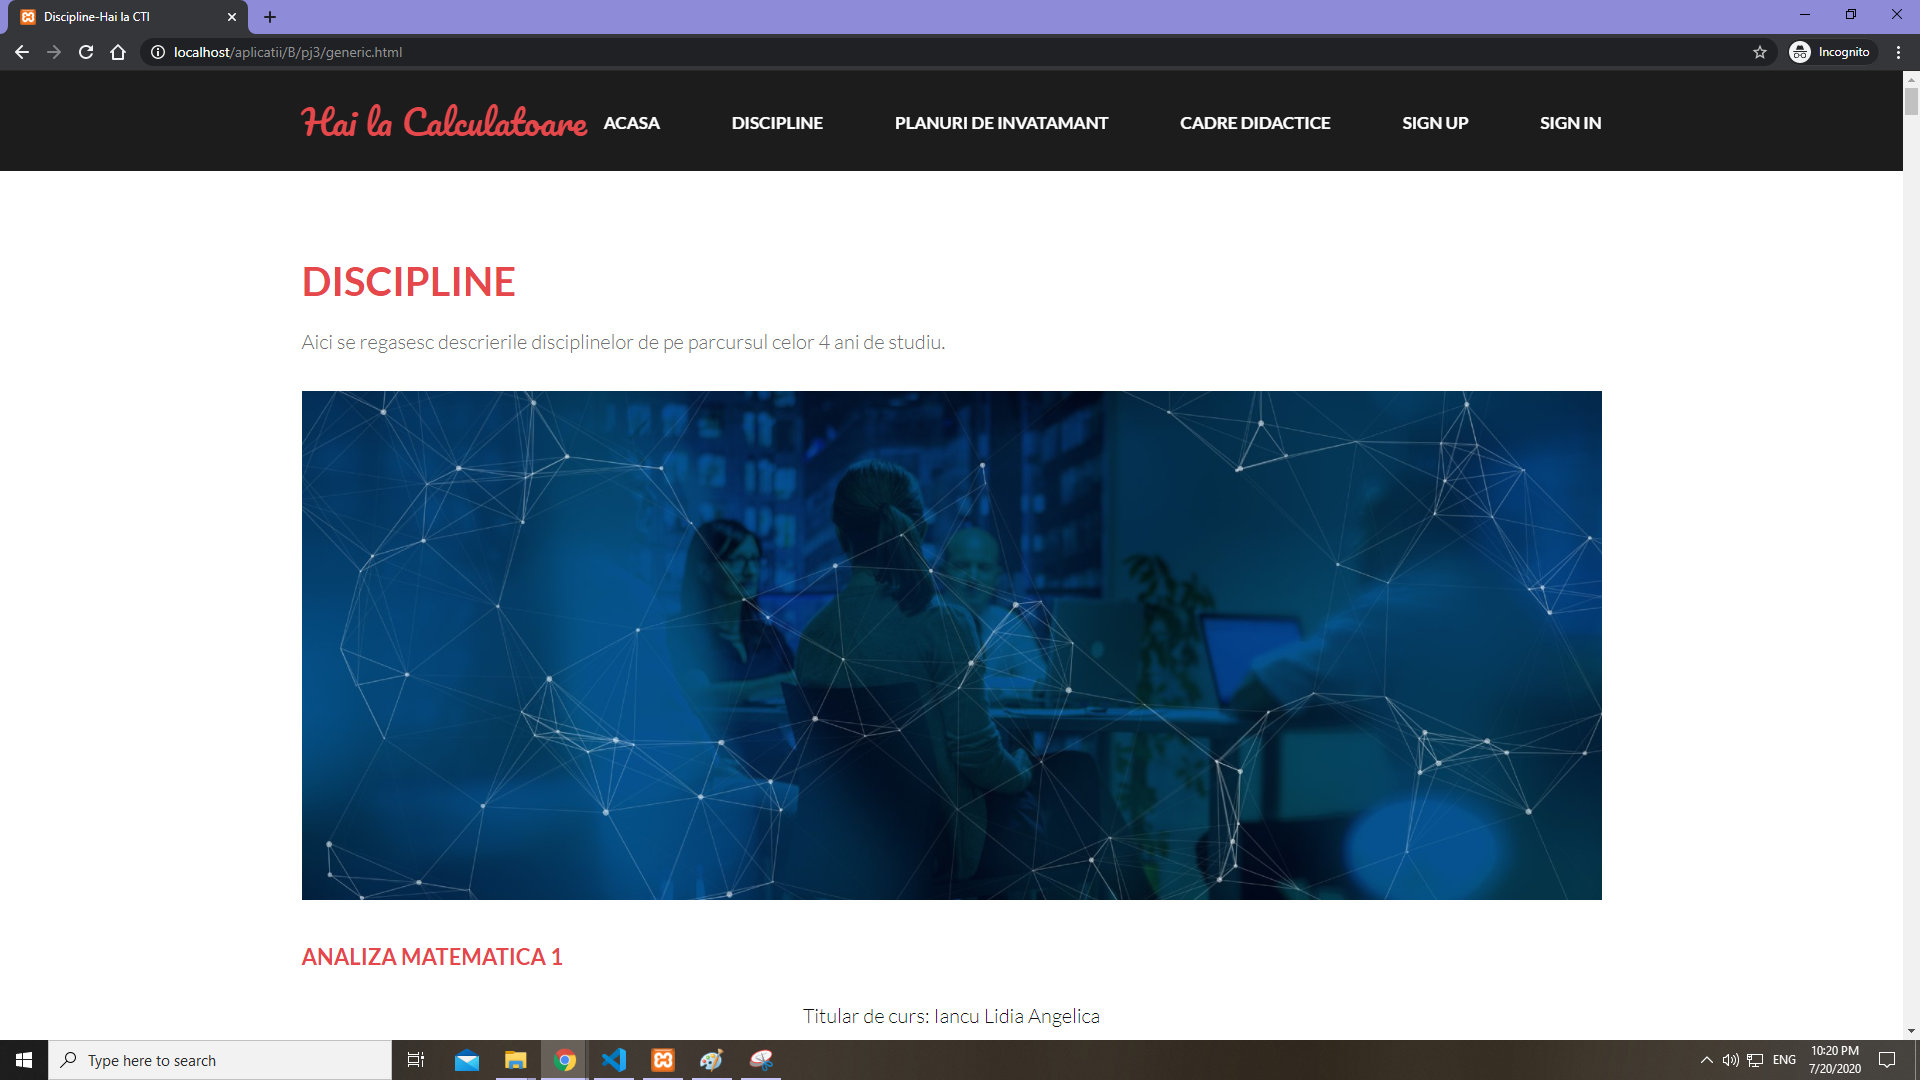 Discipline-Hai la CTI
localhost/aplicatii/B/pj3/generic.html
Incognito
Hai la Calculatoare ACASA DISCIPLINE PLANURI DE INVATAMANT CADRE DIDACTICE SIGN UP SIGN IN
DISCIPLINE
Aici se regasesc descrierile disciplinelor de pe parcursul celor 4 ani de studiu.
ANALIZA MATEMATICA 1
Titular de curs: Iancu Lidia Angelica
Type here to search
ENG
10:20 PM
7/20/2020